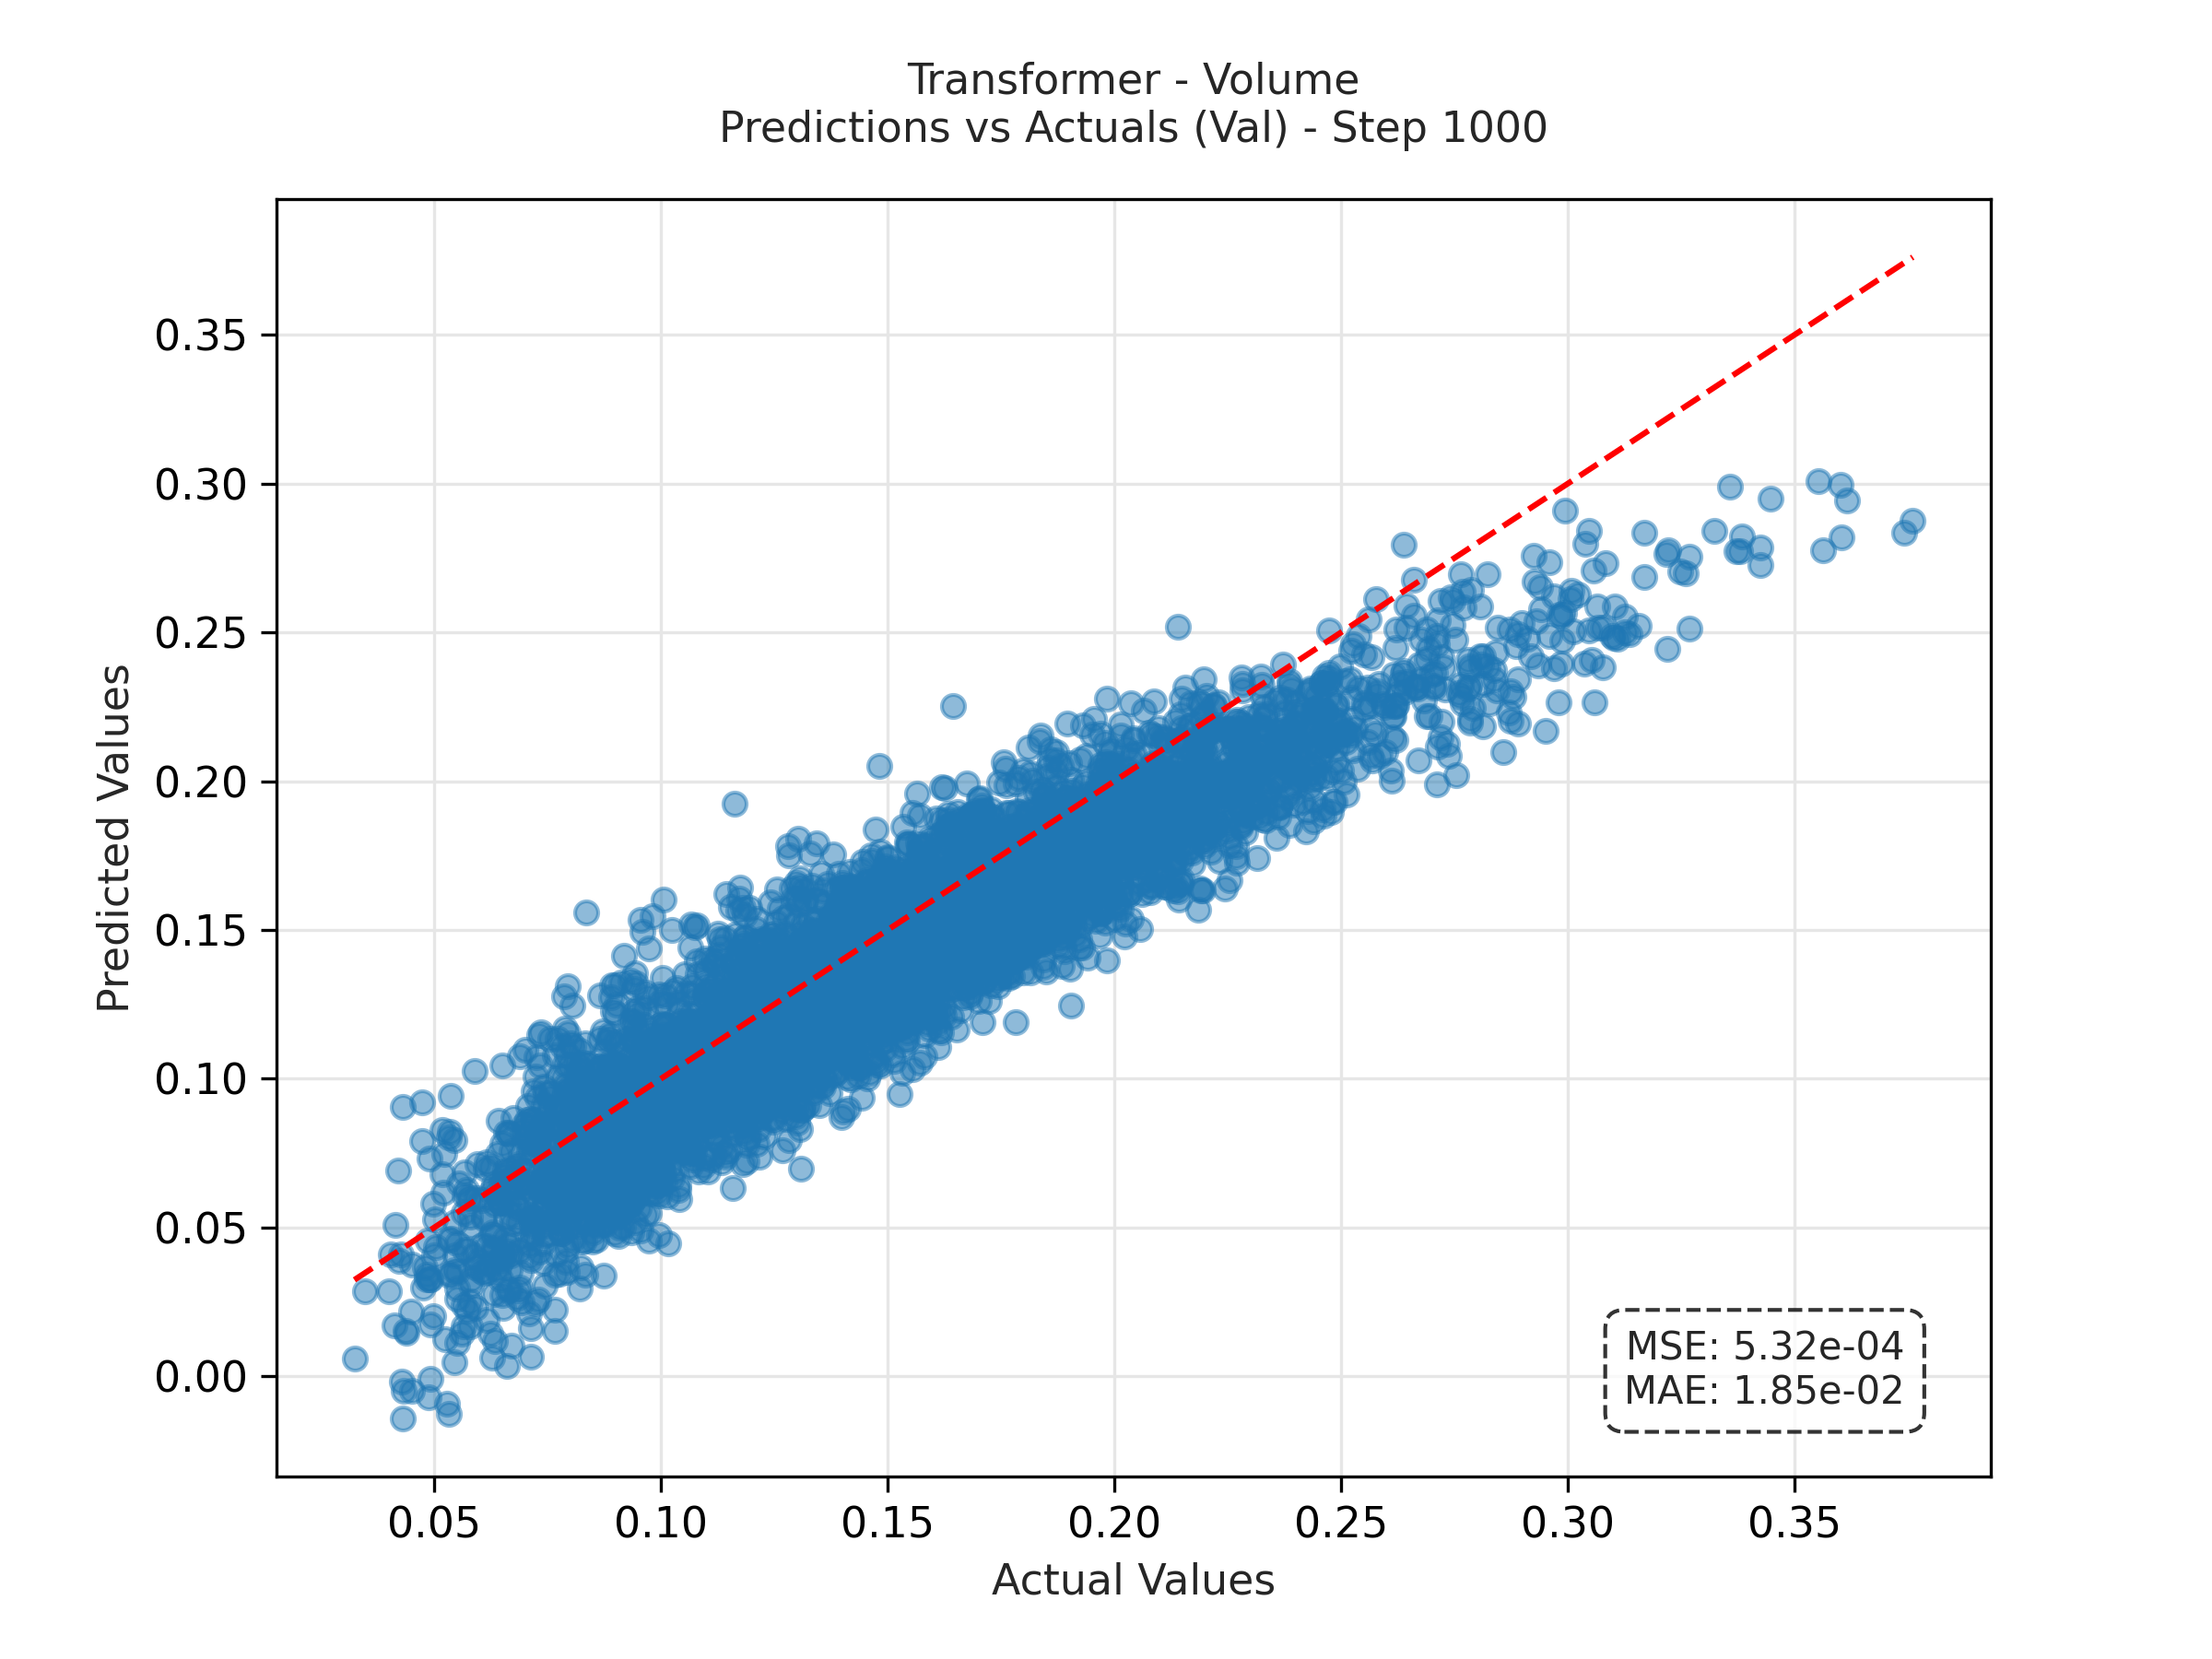 Transformer - Volume
Predictions vs Actuals (Val) - Step 1000
Predicted Values
0.35
0.30
0.25
0.20
0.15
0.10
0.05
0.00
MSE: 5.32e-04
MAE: 1.85e-02
0.05 0.10 0.15 0.20 0.25 0.30 0.35
Actual Values